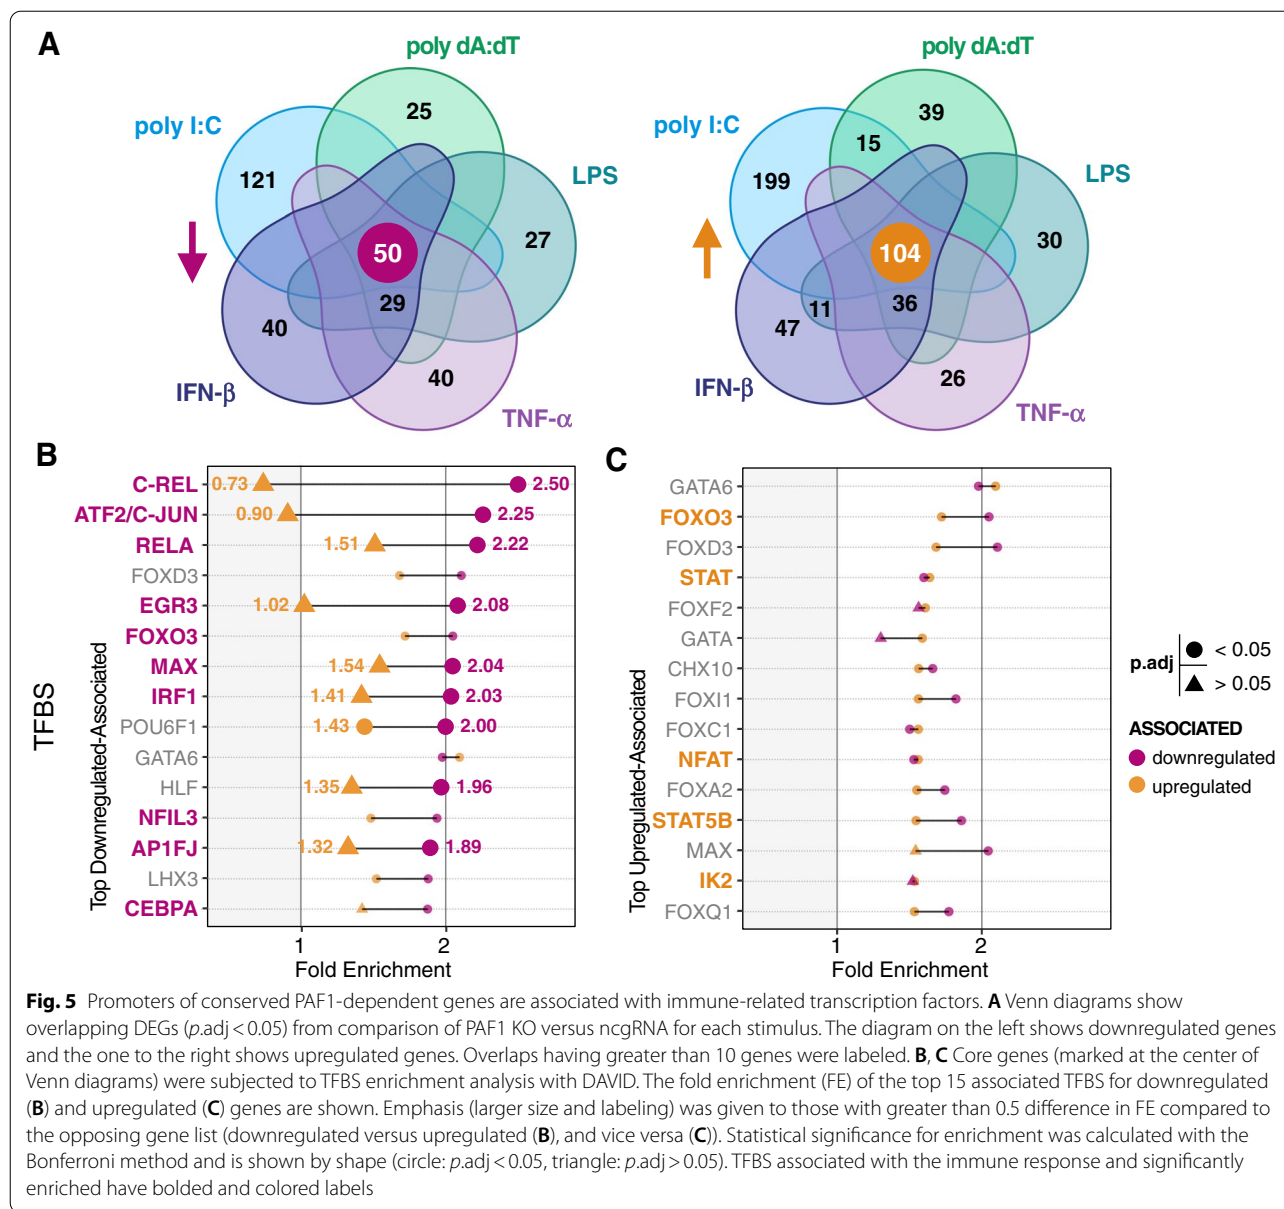 A
poly dA:dT
poly I:C
LPS
IFN-β
TNF-α
25
121
27
50
29
40
40
poly dA:dT
poly I:C
LPS
IFN-β
TNF-α
39
15
199
30
104
11
36
47
26
B
TFBS
Top Downregulated-Associated
C-REL 0.73 2.50
ATF2/C-JUN 0.90 2.25
RELA 1.51 2.22
FOXD3
EGR3 1.02 2.08
FOXO3
MAX 1.54 2.04
IRF1 1.41 2.03
POU6F1 1.43 2.00
GATA6
HLF 1.35 1.96
NFIL3
AP1FJ 1.32 1.89
LHX3
CEBPA
1 2
Fold Enrichment
C
Top Upregulated-Associated
GATA6
FOXO3
FOXD3
STAT
FOXF2
GATA
CHX10
FOXI1
FOXC1
NFAT
FOXA2
STAT5B
MAX
IK2
FOXQ1
1 2
Fold Enrichment
p.adj
< 0.05
> 0.05
ASSOCIATED
downregulated
upregulated
Fig. 5 Promoters of conserved PAF1-dependent genes are associated with immune-related transcription factors. A Venn diagrams show
overlapping DEGs (p.adj < 0.05) from comparison of PAF1 KO versus ncgRNA for each stimulus. The diagram on the left shows downregulated genes
and the one to the right shows upregulated genes. Overlaps having greater than 10 genes were labeled. B, C Core genes (marked at the center of
Venn diagrams) were subjected to TFBS enrichment analysis with DAVID. The fold enrichment (FE) of the top 15 associated TFBS for downregulated
(B) and upregulated (C) genes are shown. Emphasis (larger size and labeling) was given to those with greater than 0.5 difference in FE compared to
the opposing gene list (downregulated versus upregulated (B), and vice versa (C)). Statistical significance for enrichment was calculated with the
Bonferroni method and is shown by shape (circle: p.adj < 0.05, triangle: p.adj > 0.05). TFBS associated with the immune response and significantly
enriched have bolded and colored labels